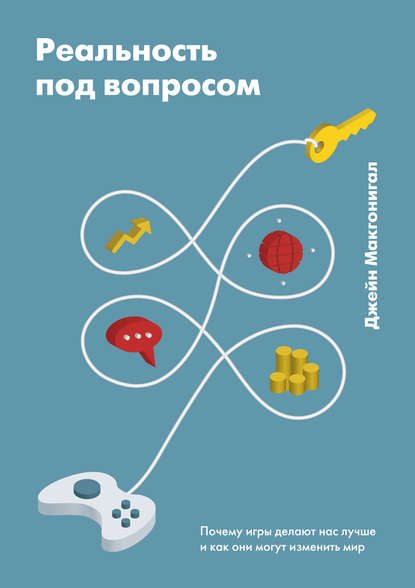 Реальность
под вопросом
Джейн Макгонигал
Почему игры делают нас лучше
и как они могут изменить мир